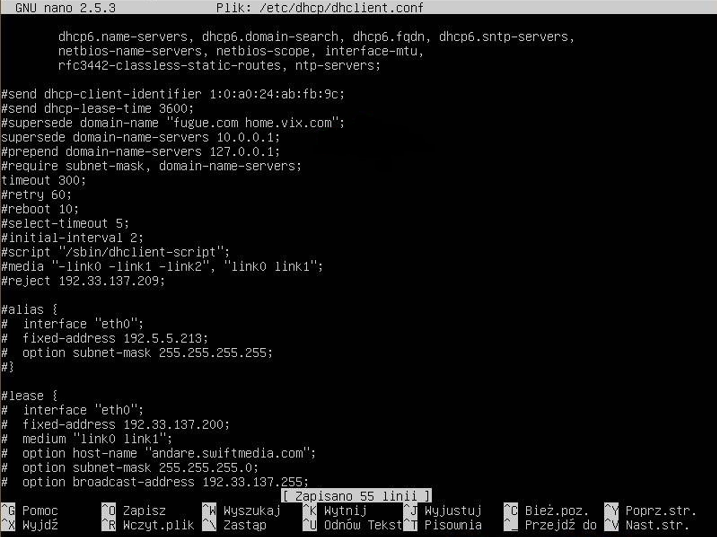 GNU nano 2.5.3 Plik: /etc/dhcp/dhclient.conf
dhcp6.name-servers, dhcp6.domain-search, dhcp6.fqdn, dhcp6.sntp-servers,
netbios-name-servers, netbios-scope, interface-mtu,
rfc3442-classless-static-routes, ntp-servers;
#send dhcp-client-identifier 1:0:a0:24:ab:fb:9c;
#send dhcp-lease-time 3600;
#supersede domain-name "fugue.com home.vix.com";
supersede domain-name-servers 10.0.0.1;
#prepend domain-name-servers 127.0.0.1;
#require subnet-mask, domain-name-servers;
timeout 300;
#retry 60;
#reboot 10;
#select-timeout 5;
#initial-interval 2;
#script "/sbin/dhclient-script";
#media "-link0 -link1 -link2", "link0 link1";
#reject 192.33.137.209;
#alias {
#  interface "eth0";
#  fixed-address 192.5.5.213;
#  option subnet-mask 255.255.255.255;
#}
#lease {
#  interface "eth0";
#  fixed-address 192.33.137.200;
#  medium "link0 link1";
#  option host-name "andare.swiftmedia.com";
#  option subnet-mask 255.255.255.0;
#  option broadcast-address 192.33.137.255;
[ Zapisano 55 linii ]
^G Pomoc ^O Zapisz ^W Wyszukaj ^K Wytnij ^J Wyjustuj ^C Bież.poz. ^Y Poprz.str.
^X Wyjdź ^R Wczyt.plik ^\ Zastąp ^U Odnów Tekst ^T Pisownia ^_ Przejdź do ^V Nast.str.